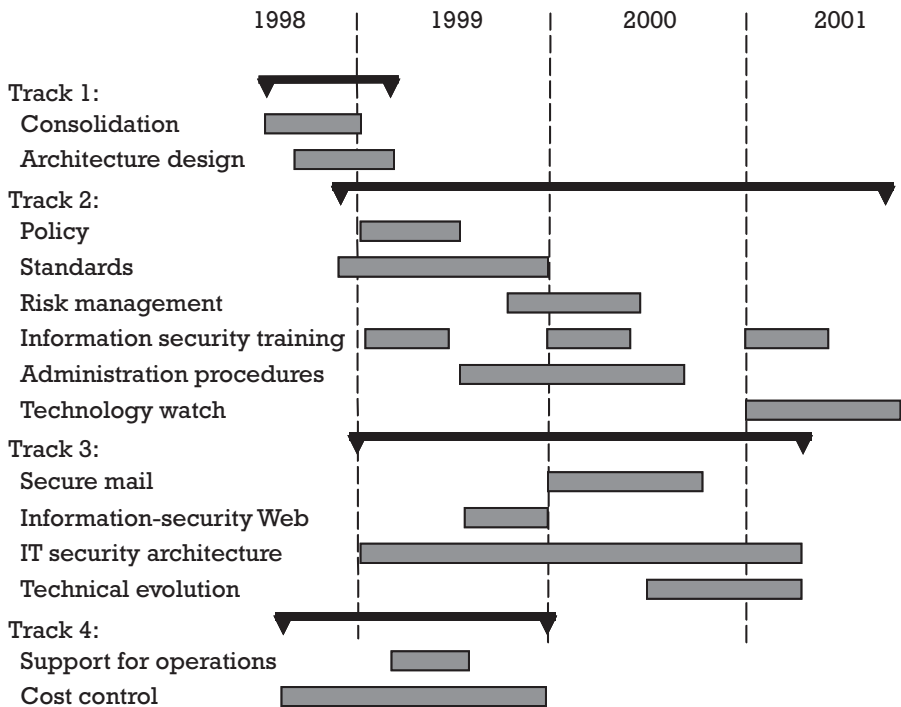 1998 1999 2000 2001
Track 1:
Consolidation
Architecture design
Track 2:
Policy
Standards
Risk management
Information security training
Administration procedures
Technology watch
Track 3:
Secure mail
Information-security Web
IT security architecture
Technical evolution
Track 4:
Support for operations
Cost control